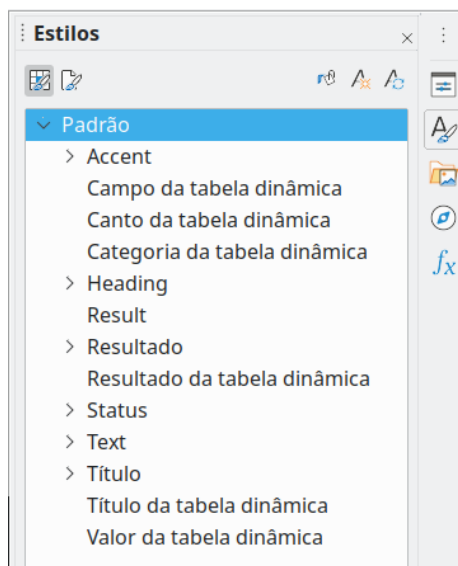 Estilos
Padrão
Accent
Campo da tabela dinâmica
Canto da tabela dinâmica
Categoria da tabela dinâmica
Heading
Result
Resultado
Resultado da tabela dinâmica
Status
Text
Título
Título da tabela dinâmica
Valor da tabela dinâmica
fx